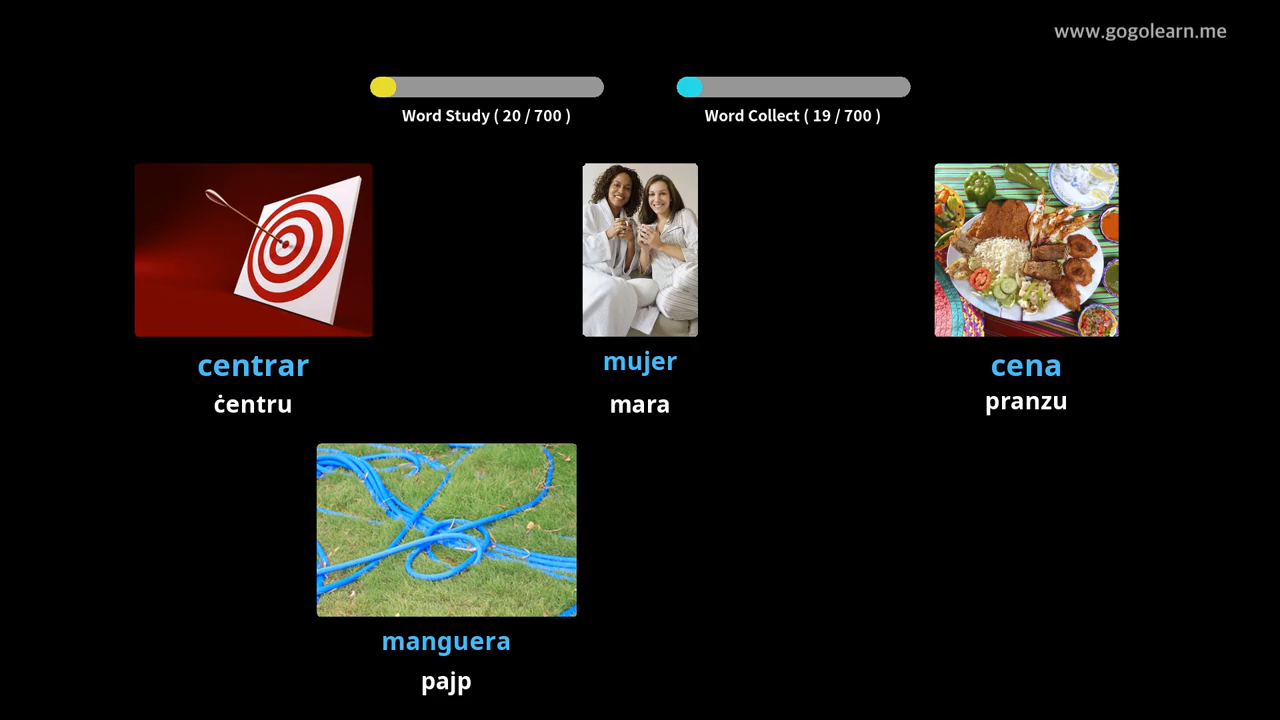 www.gogolearn.me
Word Study ( 20 / 700 )
Word Collect ( 19 / 700 )
centrar
ċentru
mujer
mara
cena
pranzu
manguera
pajp